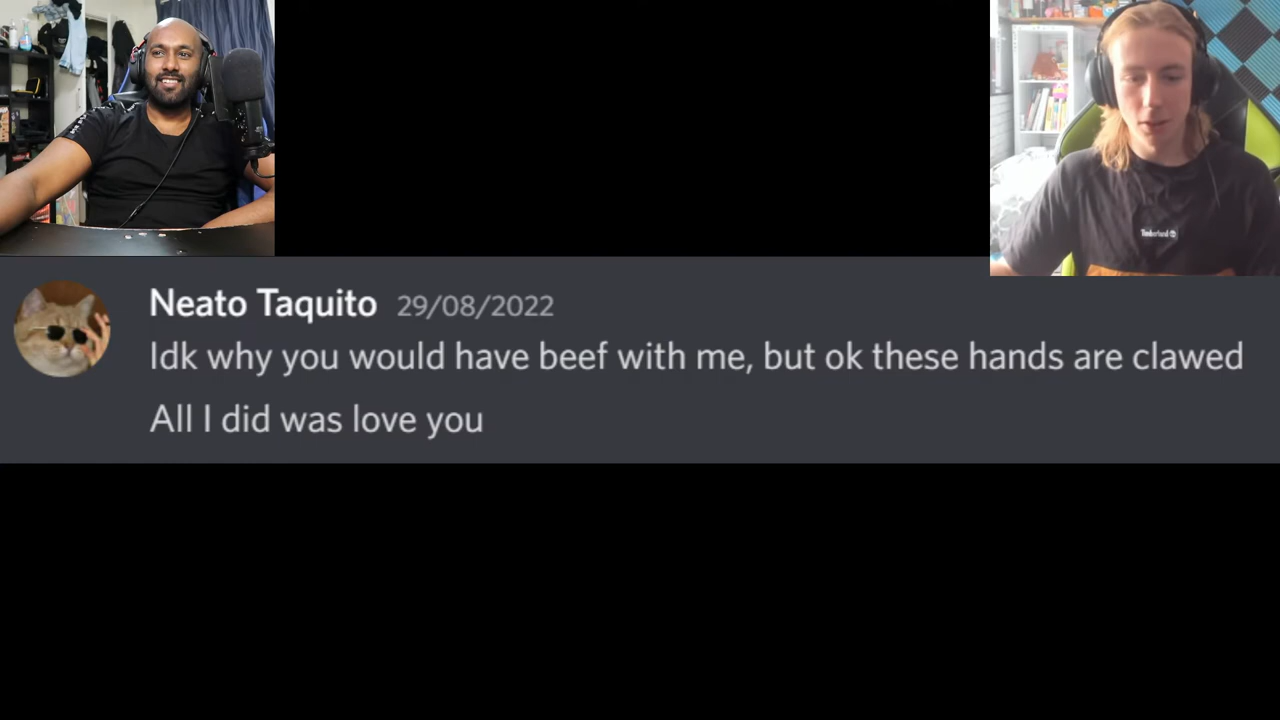 Timberland
Neato Taquito 29/08/2022
Idk why you would have beef with me, but ok these hands are clawed
All I did was love you